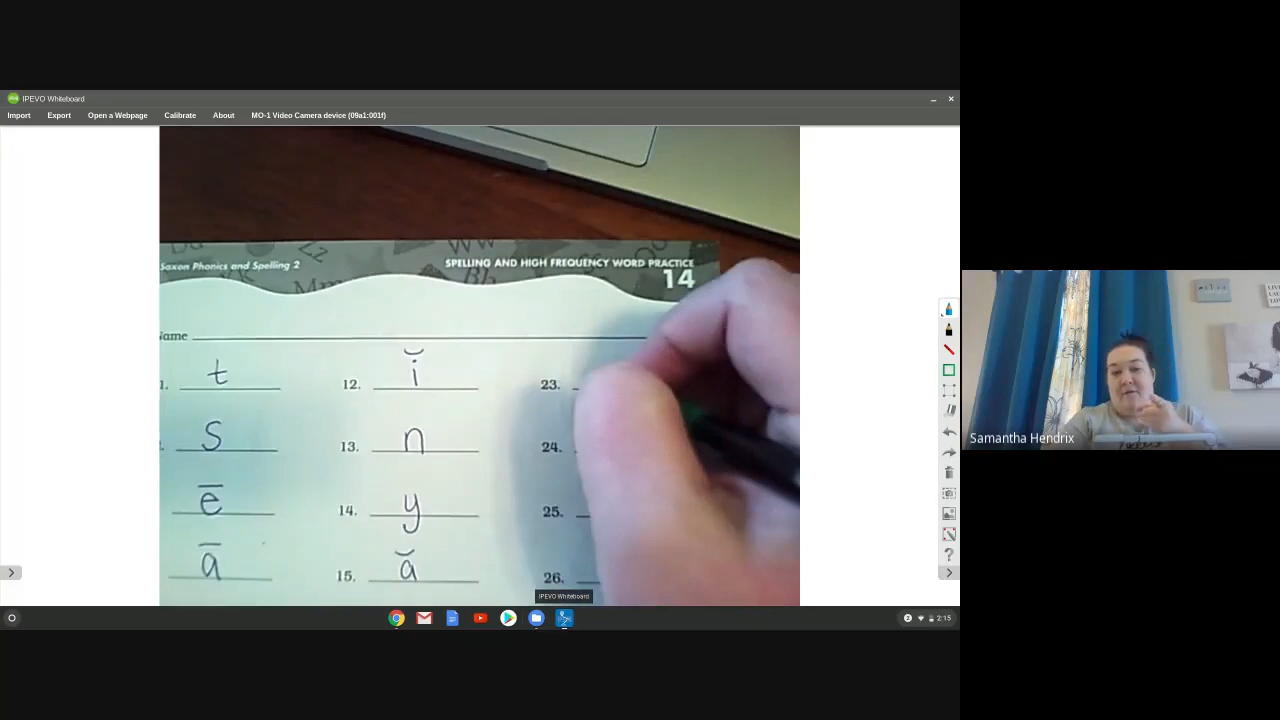 IPEVO Whiteboard
Import Export Open a Webpage Calibrate About MO-1 Video Camera device (09a1:001f)
Saxon Phonics and Spelling 2
SPELLING AND HIGH FREQUENCY WORD PRACTICE
14
ame
1. t 12. ĭ 23.
. s 13. n 24.
ē 14. y 25.
ā 15. ă 26.
IPEVO Whiteboard
2 2:15
Samantha Hendrix